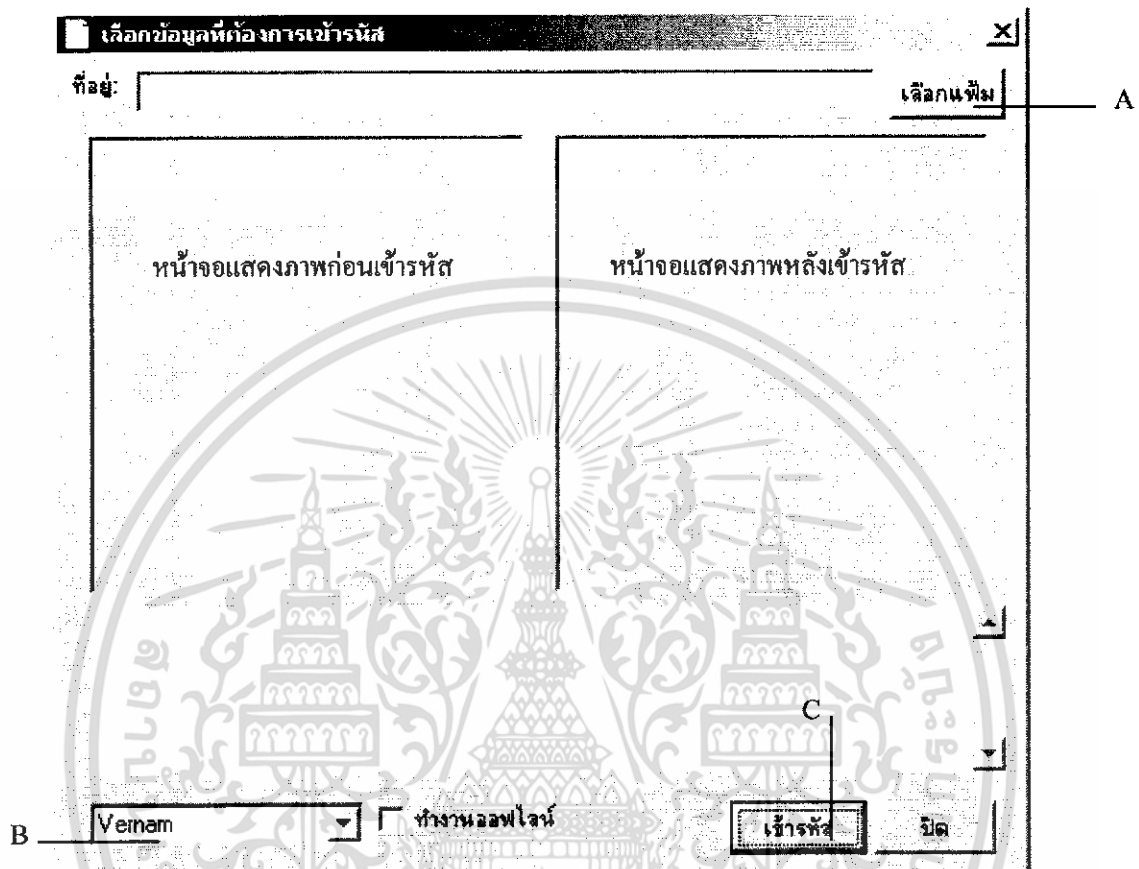 เลือกข้อมูลที่ต้องการเข้ารหัส
ที่อยู่:
เลือกแฟ้ม
A
หน้าจอแสดงภาพก่อนเข้ารหัส
หน้าจอแสดงภาพหลังเข้ารหัส
C
B
Vernam
ทำงานออฟไลน์
เข้ารหัส
ปิด